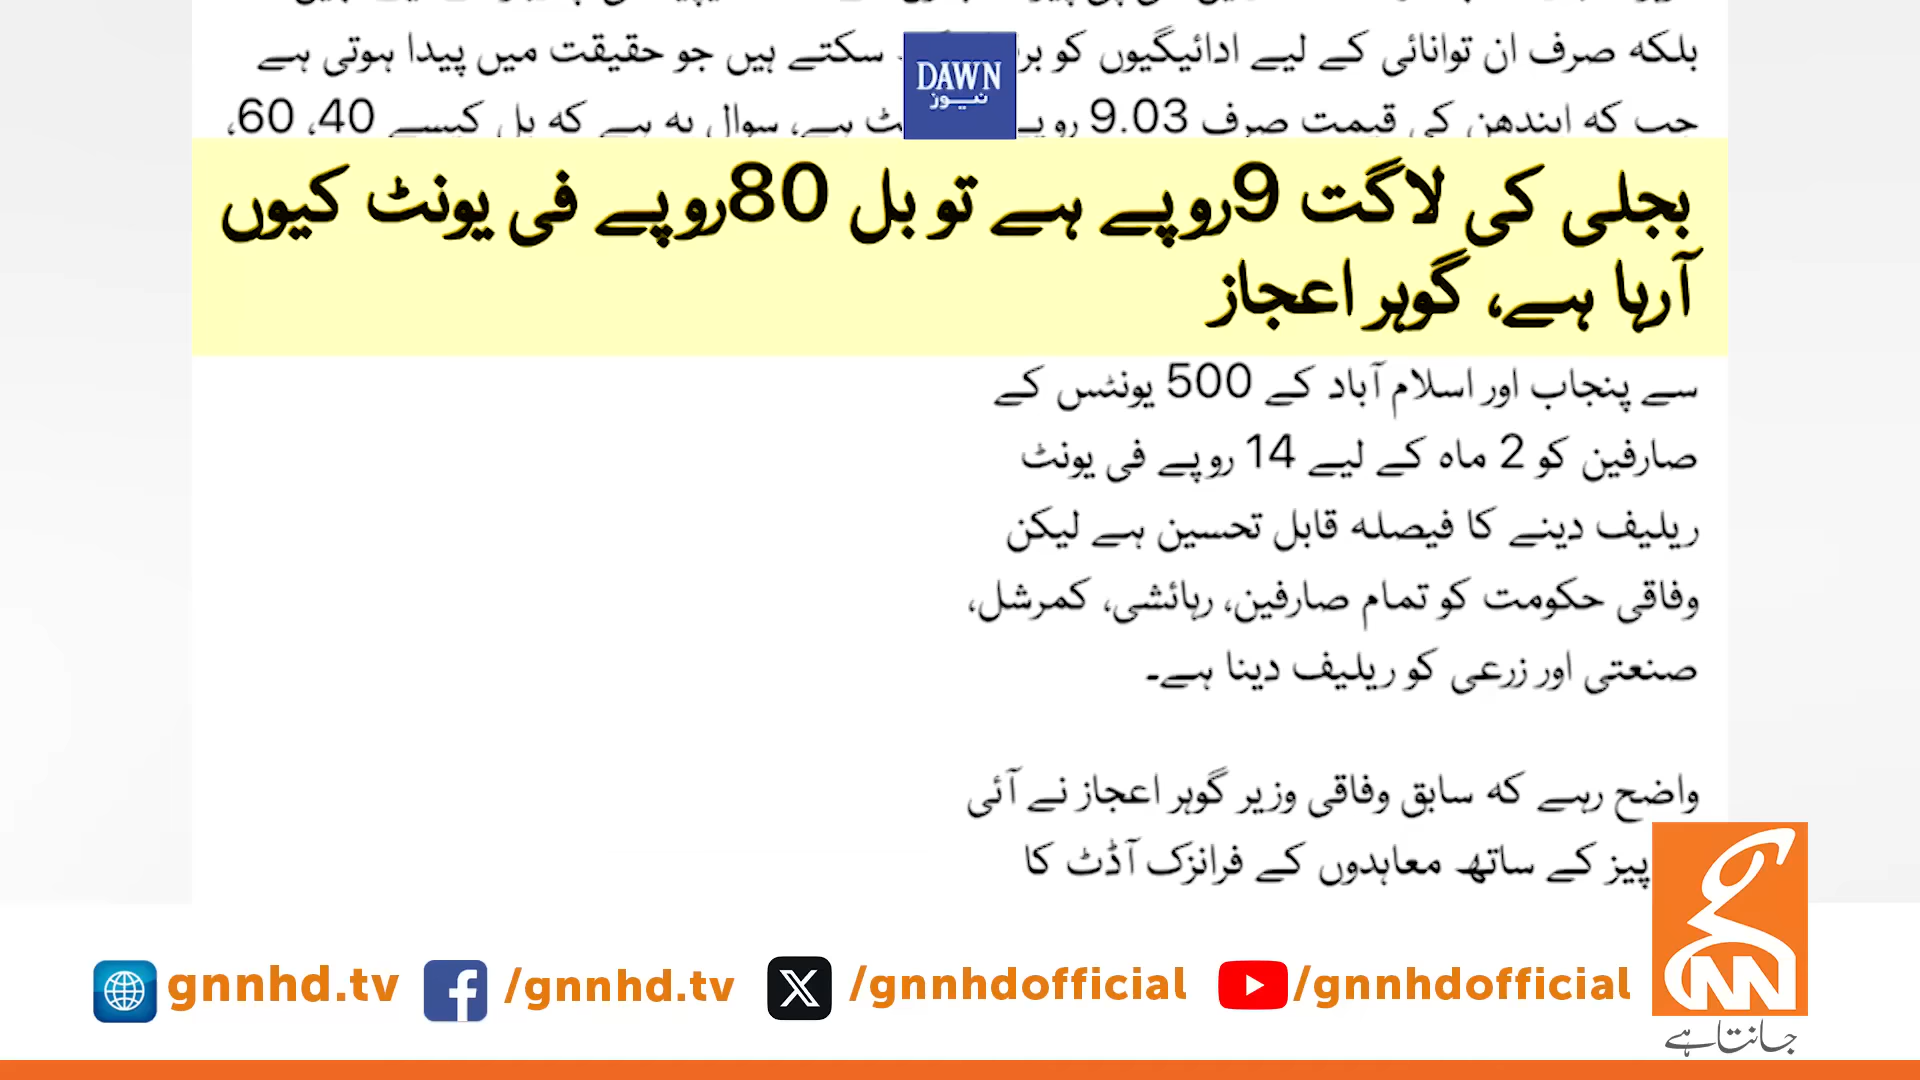 بلکہ صرف ان توانائی کے لیے ادائیگیوں کو سکتے ہیں جو حقیقت میں پیدا ہوتی ہے
جب کہ ایندھن کی قیمت صرف 9.03 ہے، سوال یہ ہے کہ بل کیسے 40، 60،
DAWN
نیوز
بجلی کی لاگت 9روپے ہے تو بل 80روپے فی یونٹ کیوں
آرہا ہے، گوہر اعجاز
سے پنجاب اور اسلام آباد کے 500 یونٹس کے
صارفین کو 2 ماہ کے لیے 14 روپے فی یونٹ
ریلیف دینے کا فیصلہ قابل تحسین ہے لیکن
وفاقی حکومت کو تمام صارفین، رہائشی، کمرشل،
صنعتی اور زرعی کو ریلیف دینا ہے۔
واضح رہے کہ سابق وفاقی وزیر گوہر اعجاز نے آئی
پیز کے ساتھ معاہدوں کے فرانزک آڈٹ کا
gnnhd.tv /gnnhd.tv /gnnhdofficial /gnnhdofficial
GNN
جانتا ہے